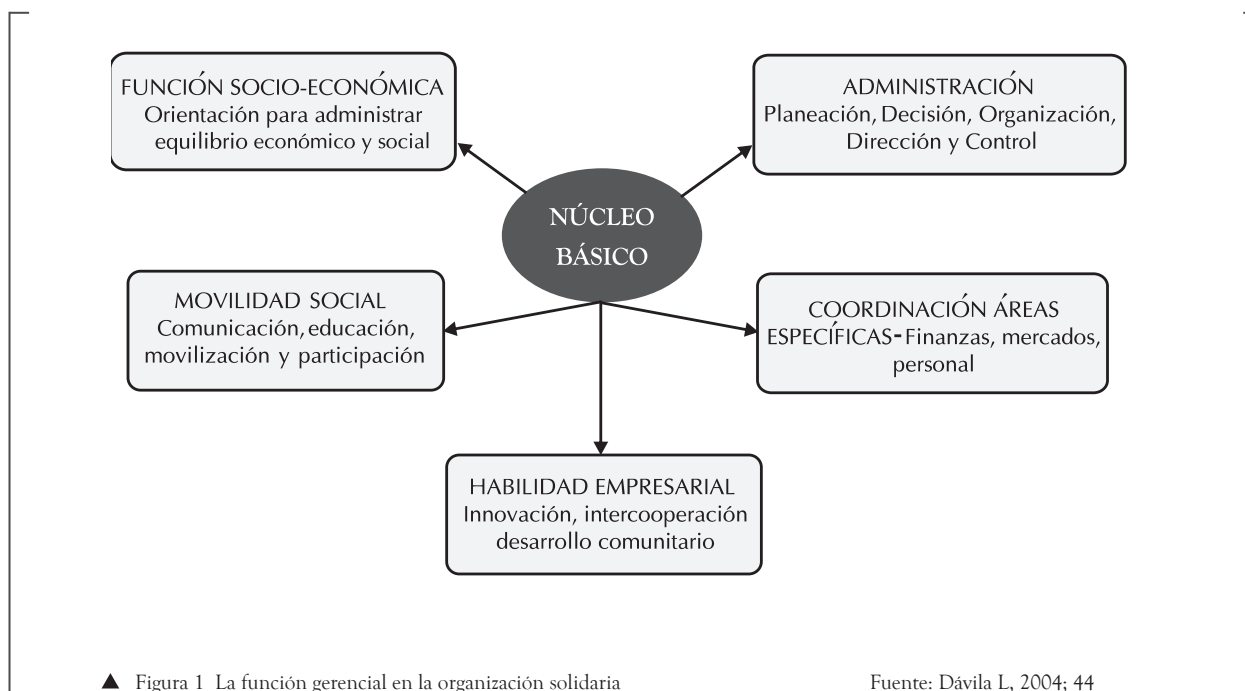 FUNCIÓN SOCIO-ECONÓMICA
Orientación para administrar
equilibrio económico y social
ADMINISTRACIÓN
Planeación, Decisión, Organización,
Dirección y Control
NÚCLEO
BÁSICO
MOVILIDAD SOCIAL
Comunicación, educación,
movilización y participación
COORDINACIÓN ÁREAS
ESPECÍFICAS-Finanzas, mercados,
personal
HABILIDAD EMPRESARIAL
Innovación, intercooperación
desarrollo comunitario
▲ Figura 1 La función gerencial en la organización solidaria
Fuente: Dávila L, 2004; 44